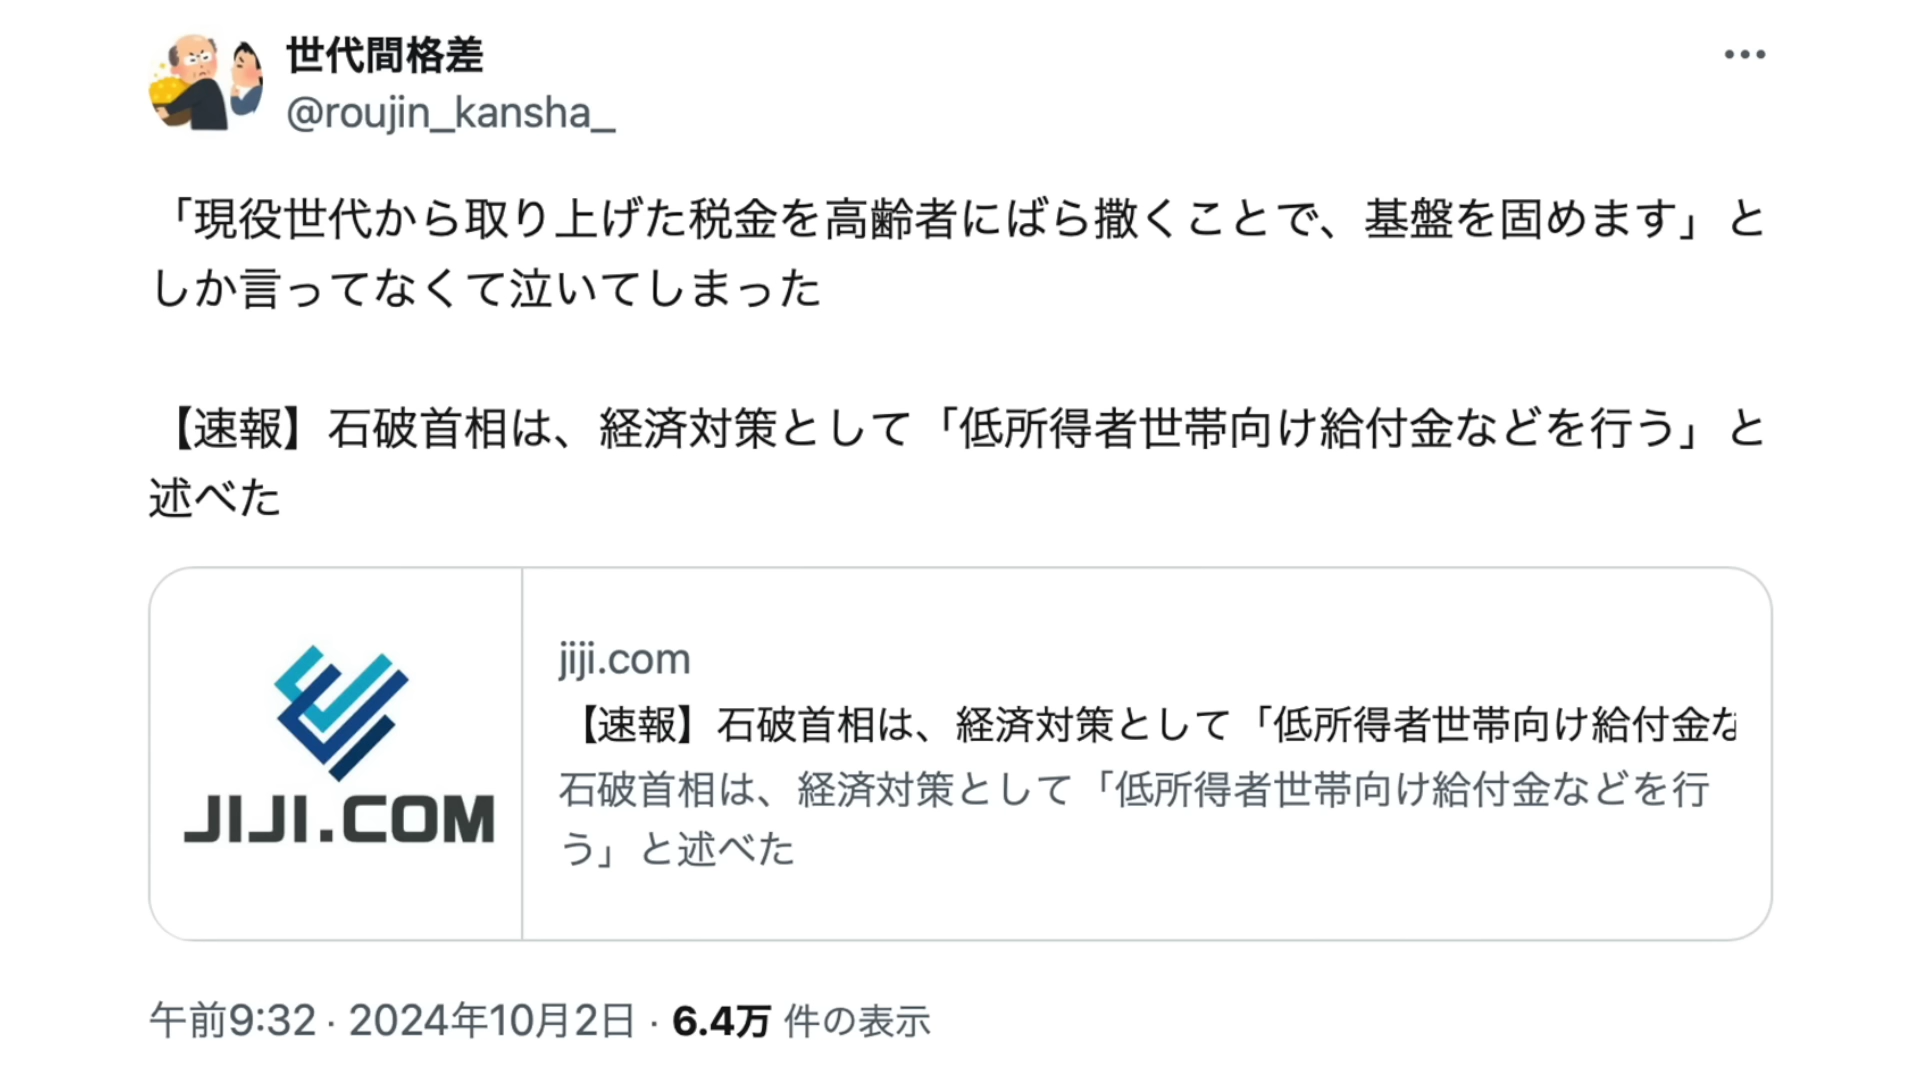 世代間格差
@roujin_kansha_
「現役世代から取り上げた税金を高齢者にばら撒くことで、基盤を固めます」と
しか言ってなくて泣いてしまった
【速報】石破首相は、経済対策として「低所得者世帯向け給付金などを行う」と
述べた
JIJI.COM
jiji.com
【速報】石破首相は、経済対策として「低所得者世帯向け給付金な
石破首相は、経済対策として「低所得者世帯向け給付金などを行
う」と述べた
午前9:32 · 2024年10月2日 · 6.4万 件の表示